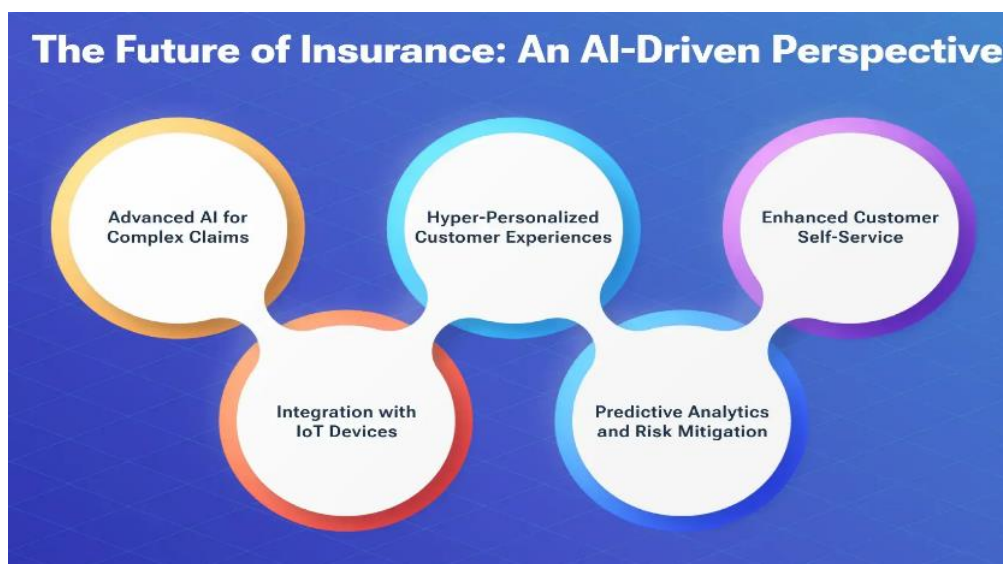 The Future of Insurance: An AI-Driven Perspective
Advanced AI for
Complex Claims
Hyper-Personalized
Customer Experiences
Enhanced Customer
Self-Service
Integration with
IoT Devices
Predictive Analytics
and Risk Mitigation